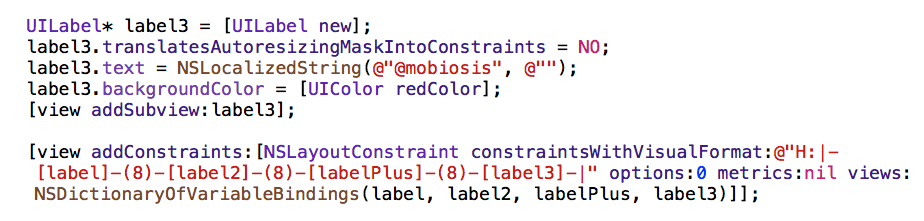 UILabel* label3 = [UILabel new];
label3.translatesAutoresizingMaskIntoConstraints = NO;
label3.text = NSLocalizedString(@"@mobiosis", @"");
label3.backgroundColor = [UIColor redColor];
[view addSubview:label3];
[view addConstraints:[NSLayoutConstraint constraintsWithVisualFormat:@"H:|-
[label]-(8)-[label2]-(8)-[labelPlus]-(8)-[label3]-|" options:0 metrics:nil views:
NSDictionaryOfVariableBindings(label, label2, labelPlus, label3)]];